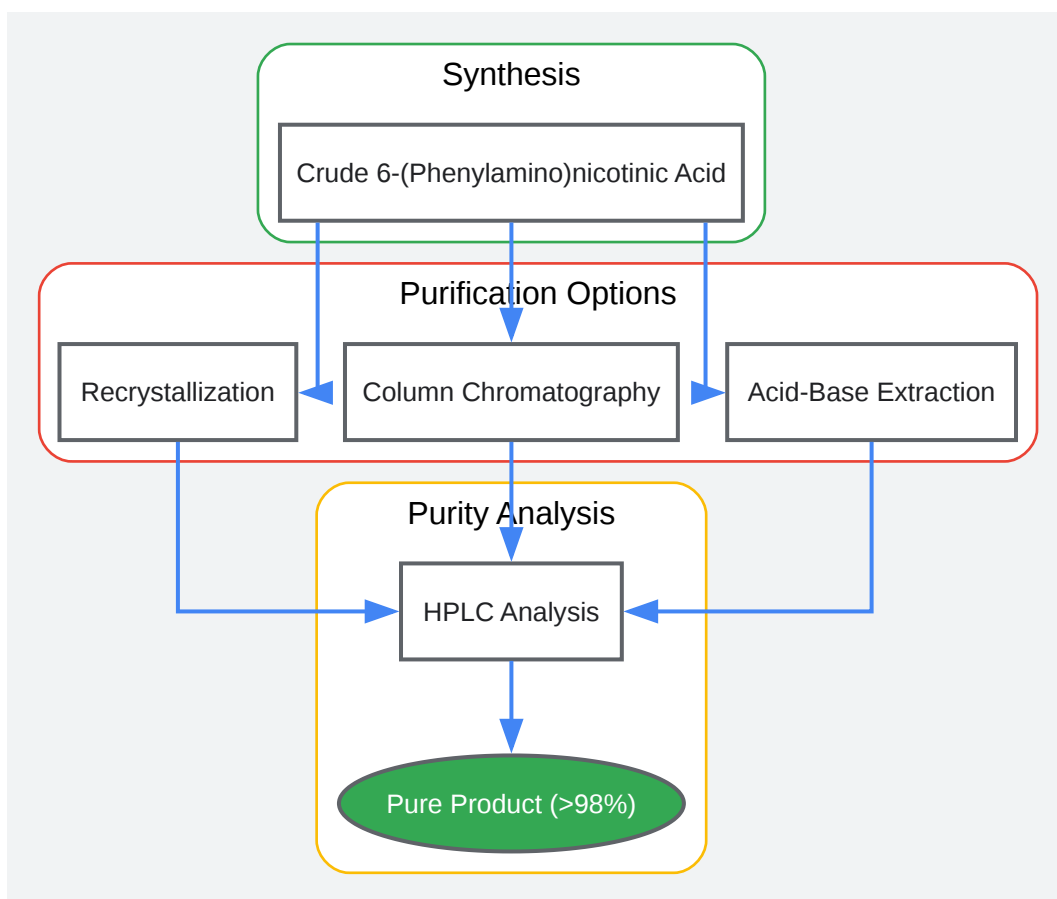 Synthesis
Crude 6-(Phenylamino)nicotinic Acid
Purification Options
Recrystallization
Column Chromatography
Acid-Base Extraction
Purity Analysis
HPLC Analysis
Pure Product (>98%)